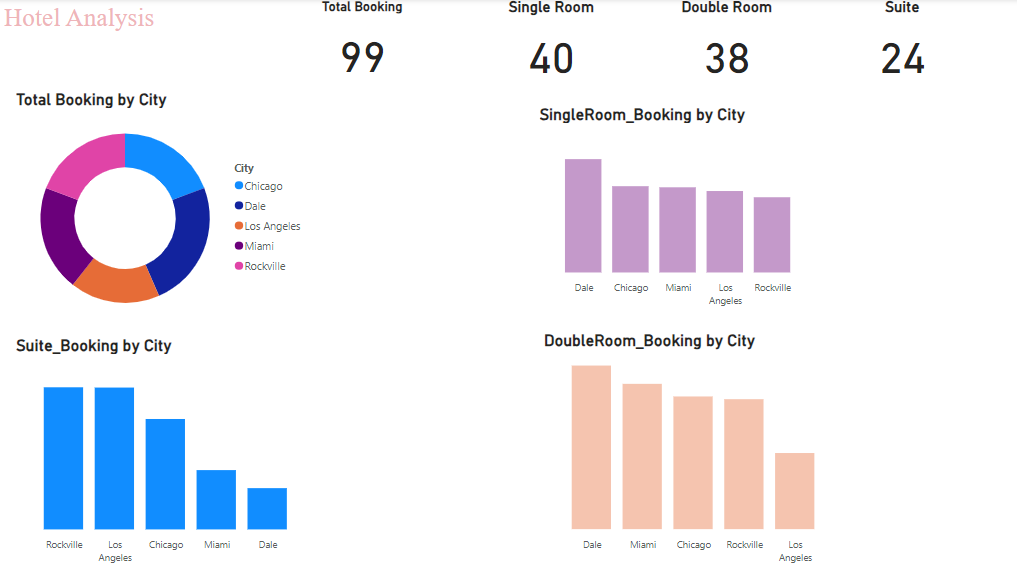 Hotel Analysis
Total Booking
Single Room
Double Room
Suite
99
40
38
24
Total Booking by City
City
Chicago
Dale
Los Angeles
Miami
Rockville
SingleRoom_Booking by City
Dale
Chicago
Miami
Los
Angeles
Rockville
Suite_Booking by City
Rockville
Los
Angeles
Chicago
Miami
Dale
DoubleRoom_Booking by City
Dale
Miami
Chicago
Rockville
Los
Angeles